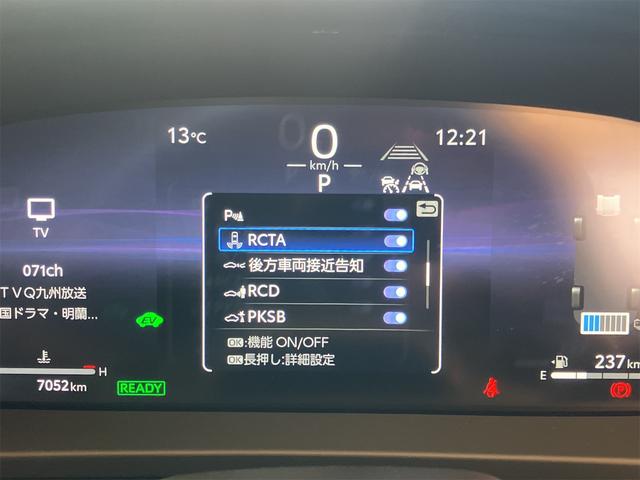 13℃
0
km/h
P
12:21
TV
071ch
TVQ九州放送
国ドラマ・明蘭...
P
RCTA
後方車両接近告知
RCD
PKSB
OK:機能 ON/OFF
OK長押し:詳細設定
EV
H
7052km
READY
E
237km
P